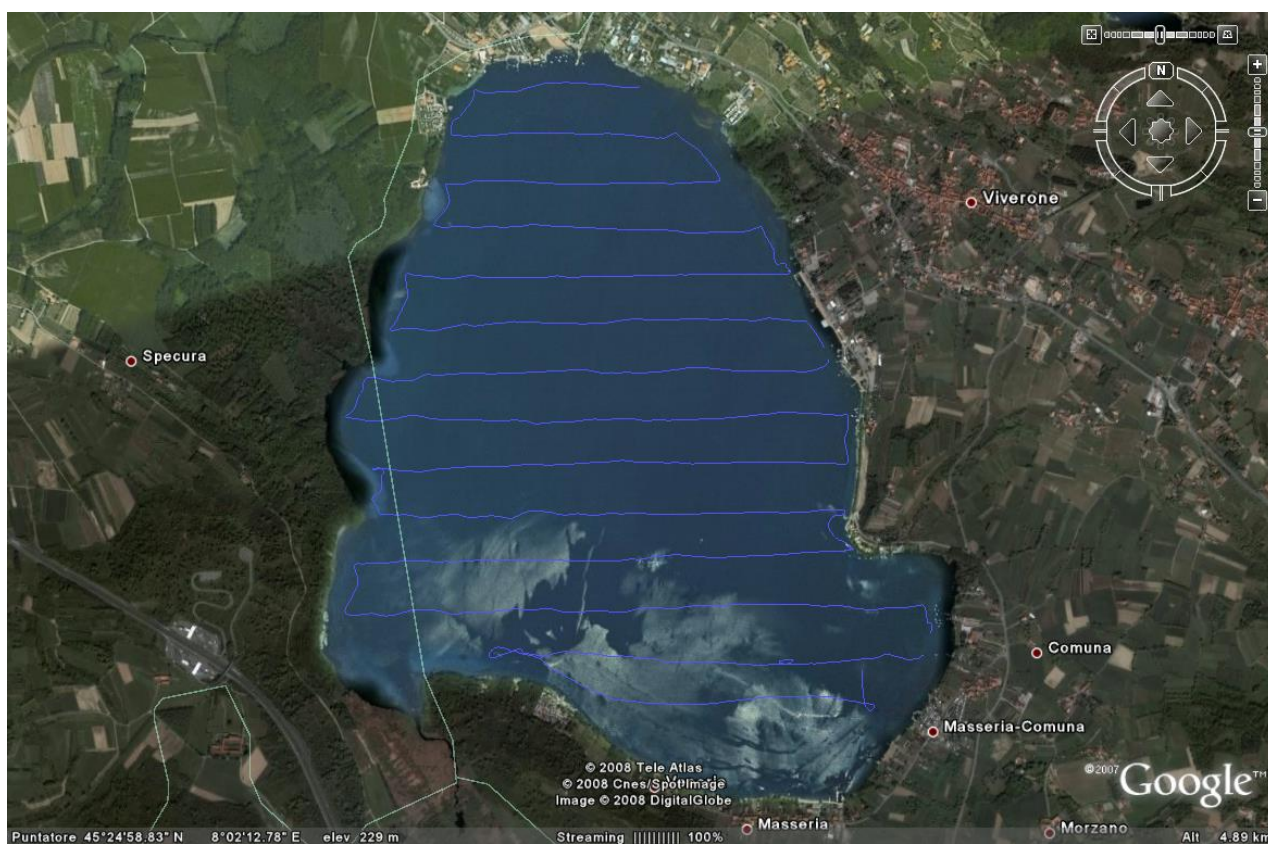 N
Viverone
Specura
Comuna
Masseria-Comuna
© 2008 Tele Atlas
© 2008 Cnes/Spot Image
Image © 2008 DigitalGlobe
©2007 Google™
Masseria
Morzano
Puntatore 45°24'58.83" N 8°02'12.78" E elev 229 m Streaming |||||||||| 100% Alt 4.89 km